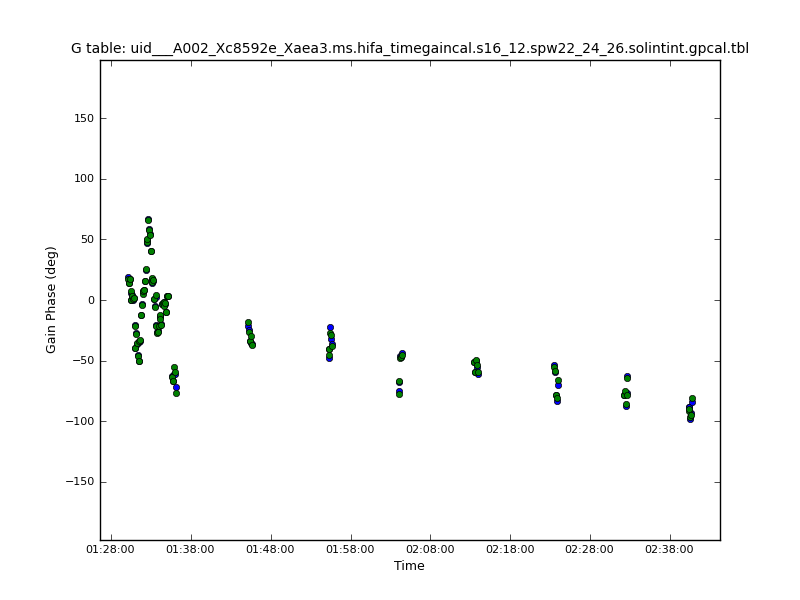 G table: uid___A002_Xc8592e_Xaea3.ms.hifa_timegaincal.s16_12.spw22_24_26.solintint.gpcal.tbl
Gain Phase (deg)
150
100
50
0
−50
−100
−150
01:28:00 01:38:00 01:48:00 01:58:00 02:08:00 02:18:00 02:28:00 02:38:00
Time